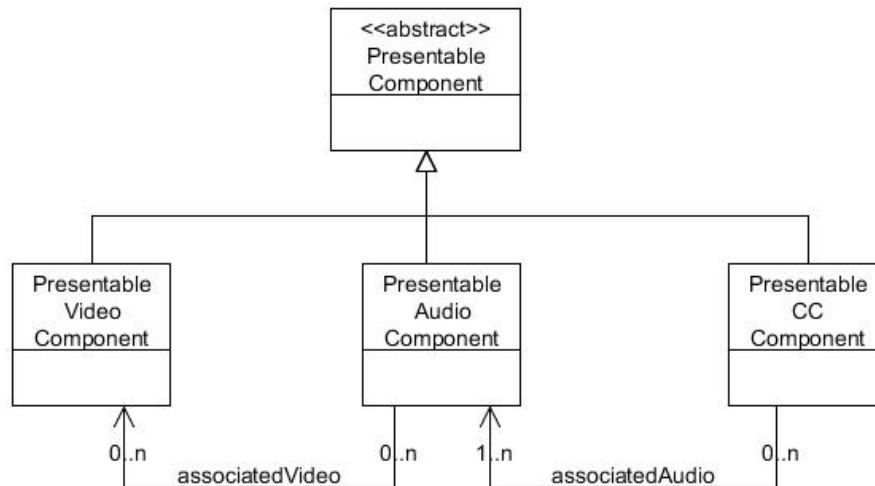 <<abstract>>
Presentable
Component
Presentable
Video
Component
Presentable
Audio
Component
Presentable
CC
Component
0..n
associatedVideo
0..n
1..n
associatedAudio
0..n